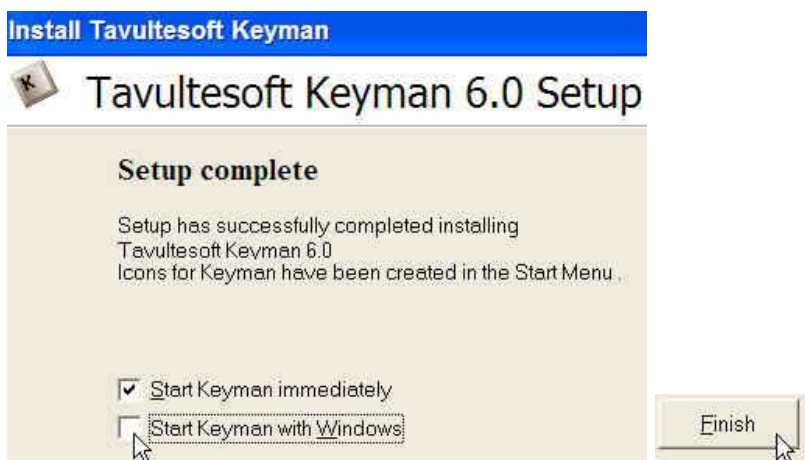 Install Tavultesoft Keyman
K
Tavultesoft Keyman 6.0 Setup
Setup complete
Setup has successfully completed installing
Tavultesoft Keyman 6.0
Icons for Keyman have been created in the Start Menu .
Start Keyman immediately
Start Keyman with Windows
Finish